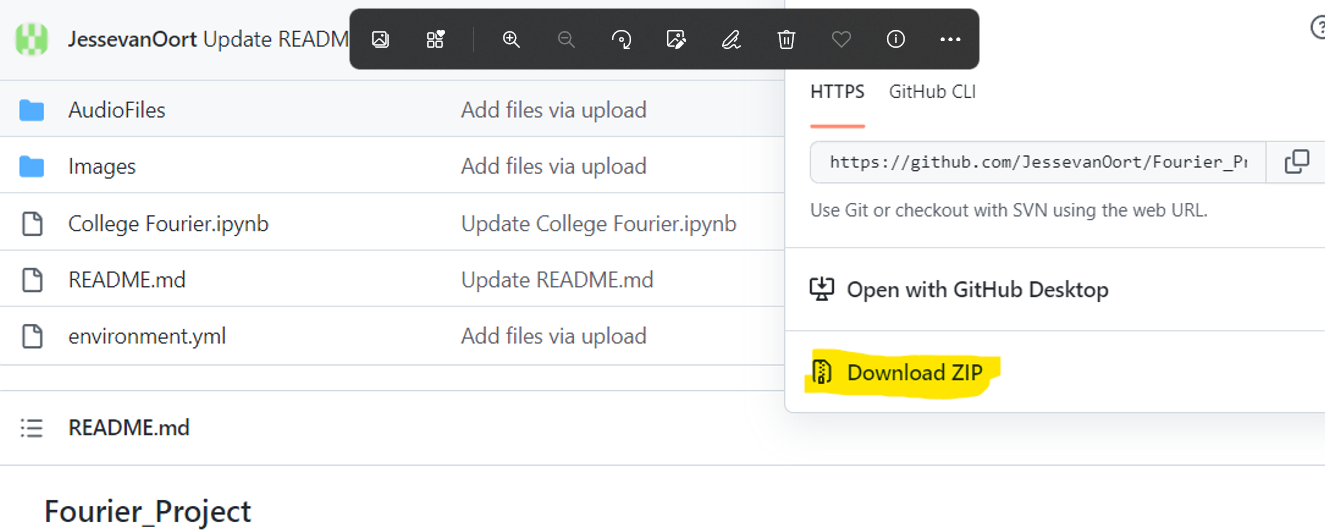 JessevanOort Update READM
AudioFiles Add files via upload
Images Add files via upload
College Fourier.ipynb Update College Fourier.ipynb
README.md Update README.md
environment.yml Add files via upload
README.md
Fourier_Project
HTTPS GitHub CLI
https://github.com/JessevanOort/Fourier_Pr
Use Git or checkout with SVN using the web URL.
Open with GitHub Desktop
Download ZIP